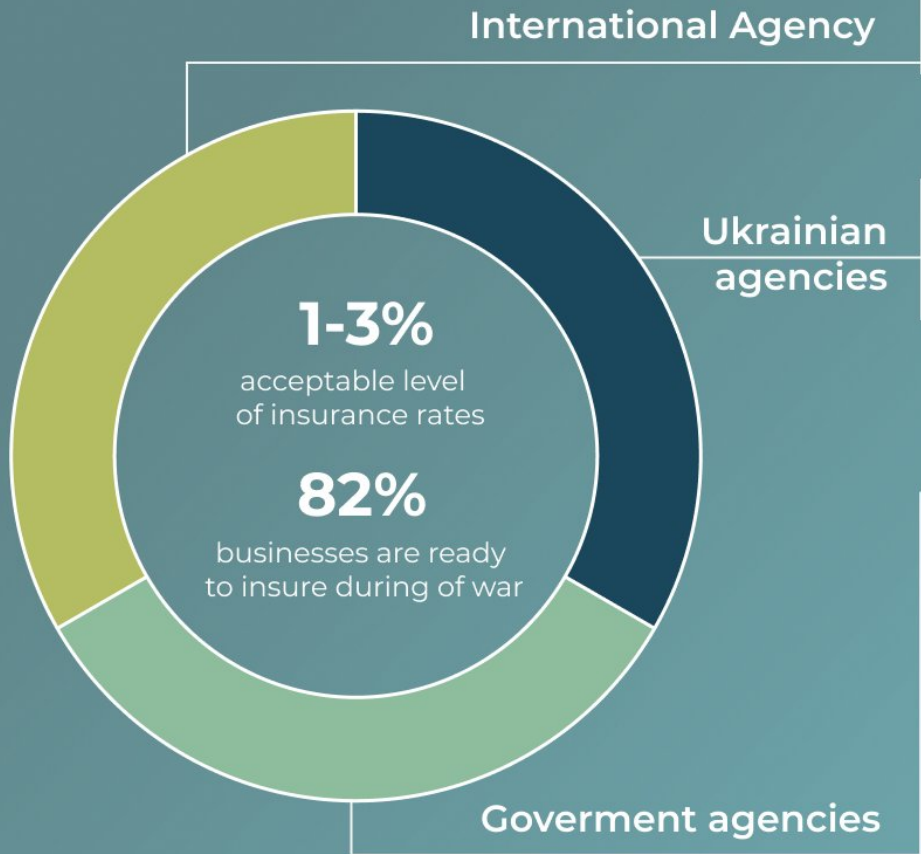 International Agency
Ukrainian
agencies
1-3%
acceptable level
of insurance rates
82%
businesses are ready
to insure during of war
Goverment agencies